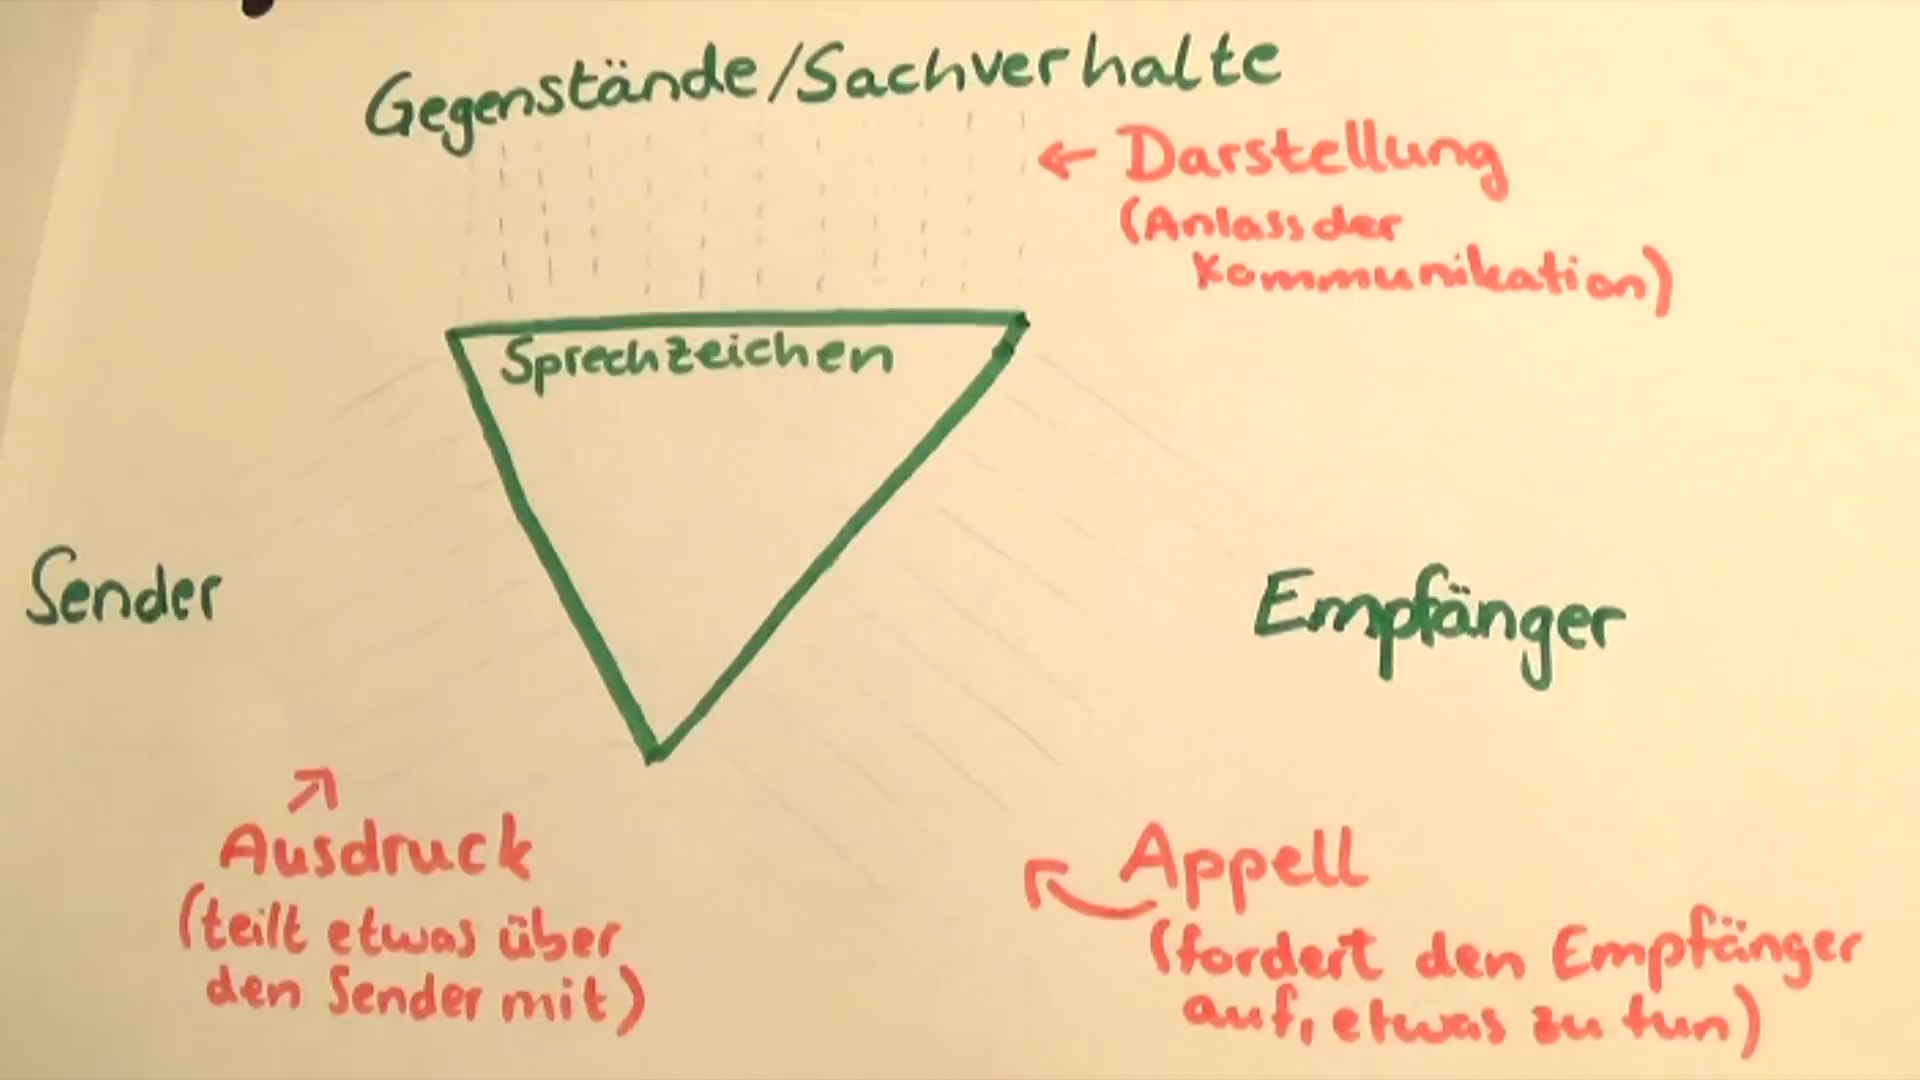 Gegenstände/Sachverhalte
← Darstellung
(Anlass der
Kommunikation)
Sprechzeichen
Sender
Empfänger
Ausdruck
(teilt etwas über
den Sender mit)
Appell
(fordert den Empfänger
auf, etwas zu tun)